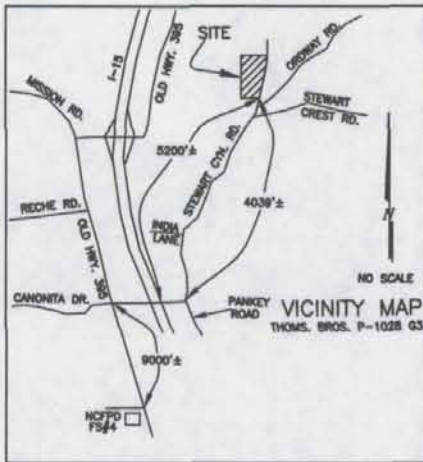 SITE
ORDWAY RD.
OLD HWY. 395
I-15
MISSION RD.
STEWART
CREST RD.
5200'±
STEWART CYN. RD.
4039'±
RECHE RD.
OLD HWY. 395
INDIA
LANE
N
NO SCALE
CANONITA DR.
PANKEY
ROAD
VICINITY MAP
THOMS. BROS. P-1028 G3
9000'±
NCFPD
FS#4